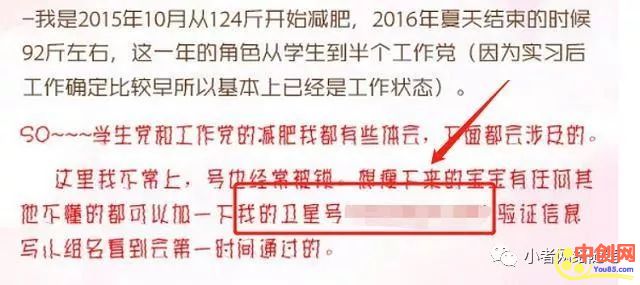 -我是2015年10月从124斤开始减肥，2016年夏天结束的时候
92斤左右，这一年的角色从学生到半个工作党（因为实习后
工作确定比较早所以基本上已经是工作状态）。
SO~~~学生党和工作党的减肥我都有些体会，下面都会涉及的。
这里我不常上，号也经常被锁。想瘦下来的宝宝有任何其
他不懂的都可以加一下我的卫星号 验证信息
写小组名看到会第一时间通过的。
小者网
中创网
You85.com